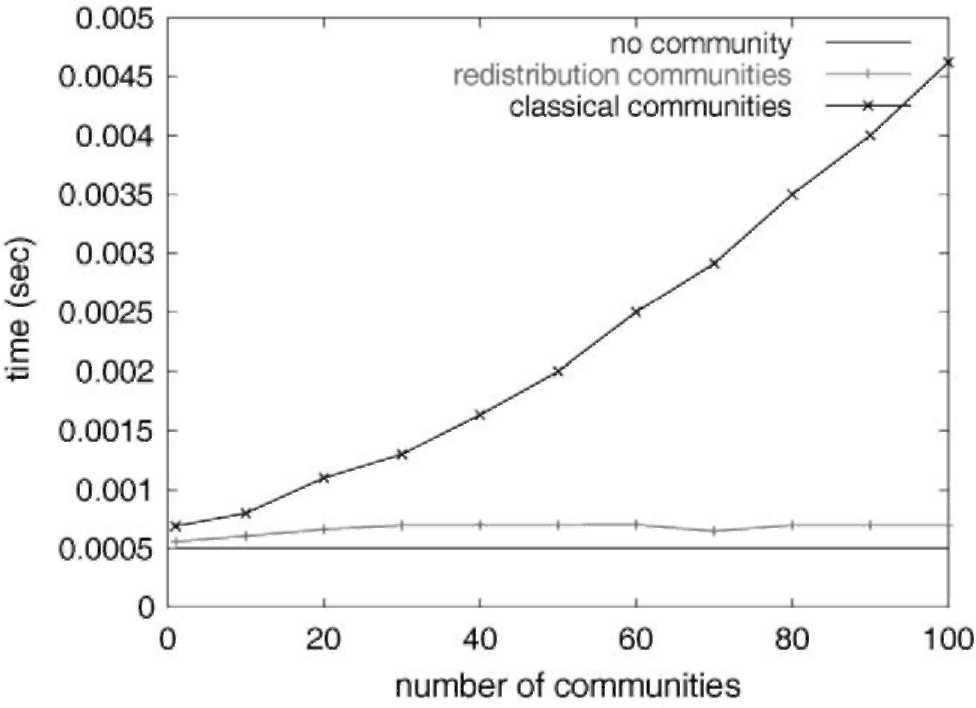 0.005
0.0045
0.004
0.0035
0.003
0.0025
0.002
0.0015
0.001
0.0005
0
no community
redistribution communities
classical communities
time (sec)
0 20 40 60 80 100
number of communities